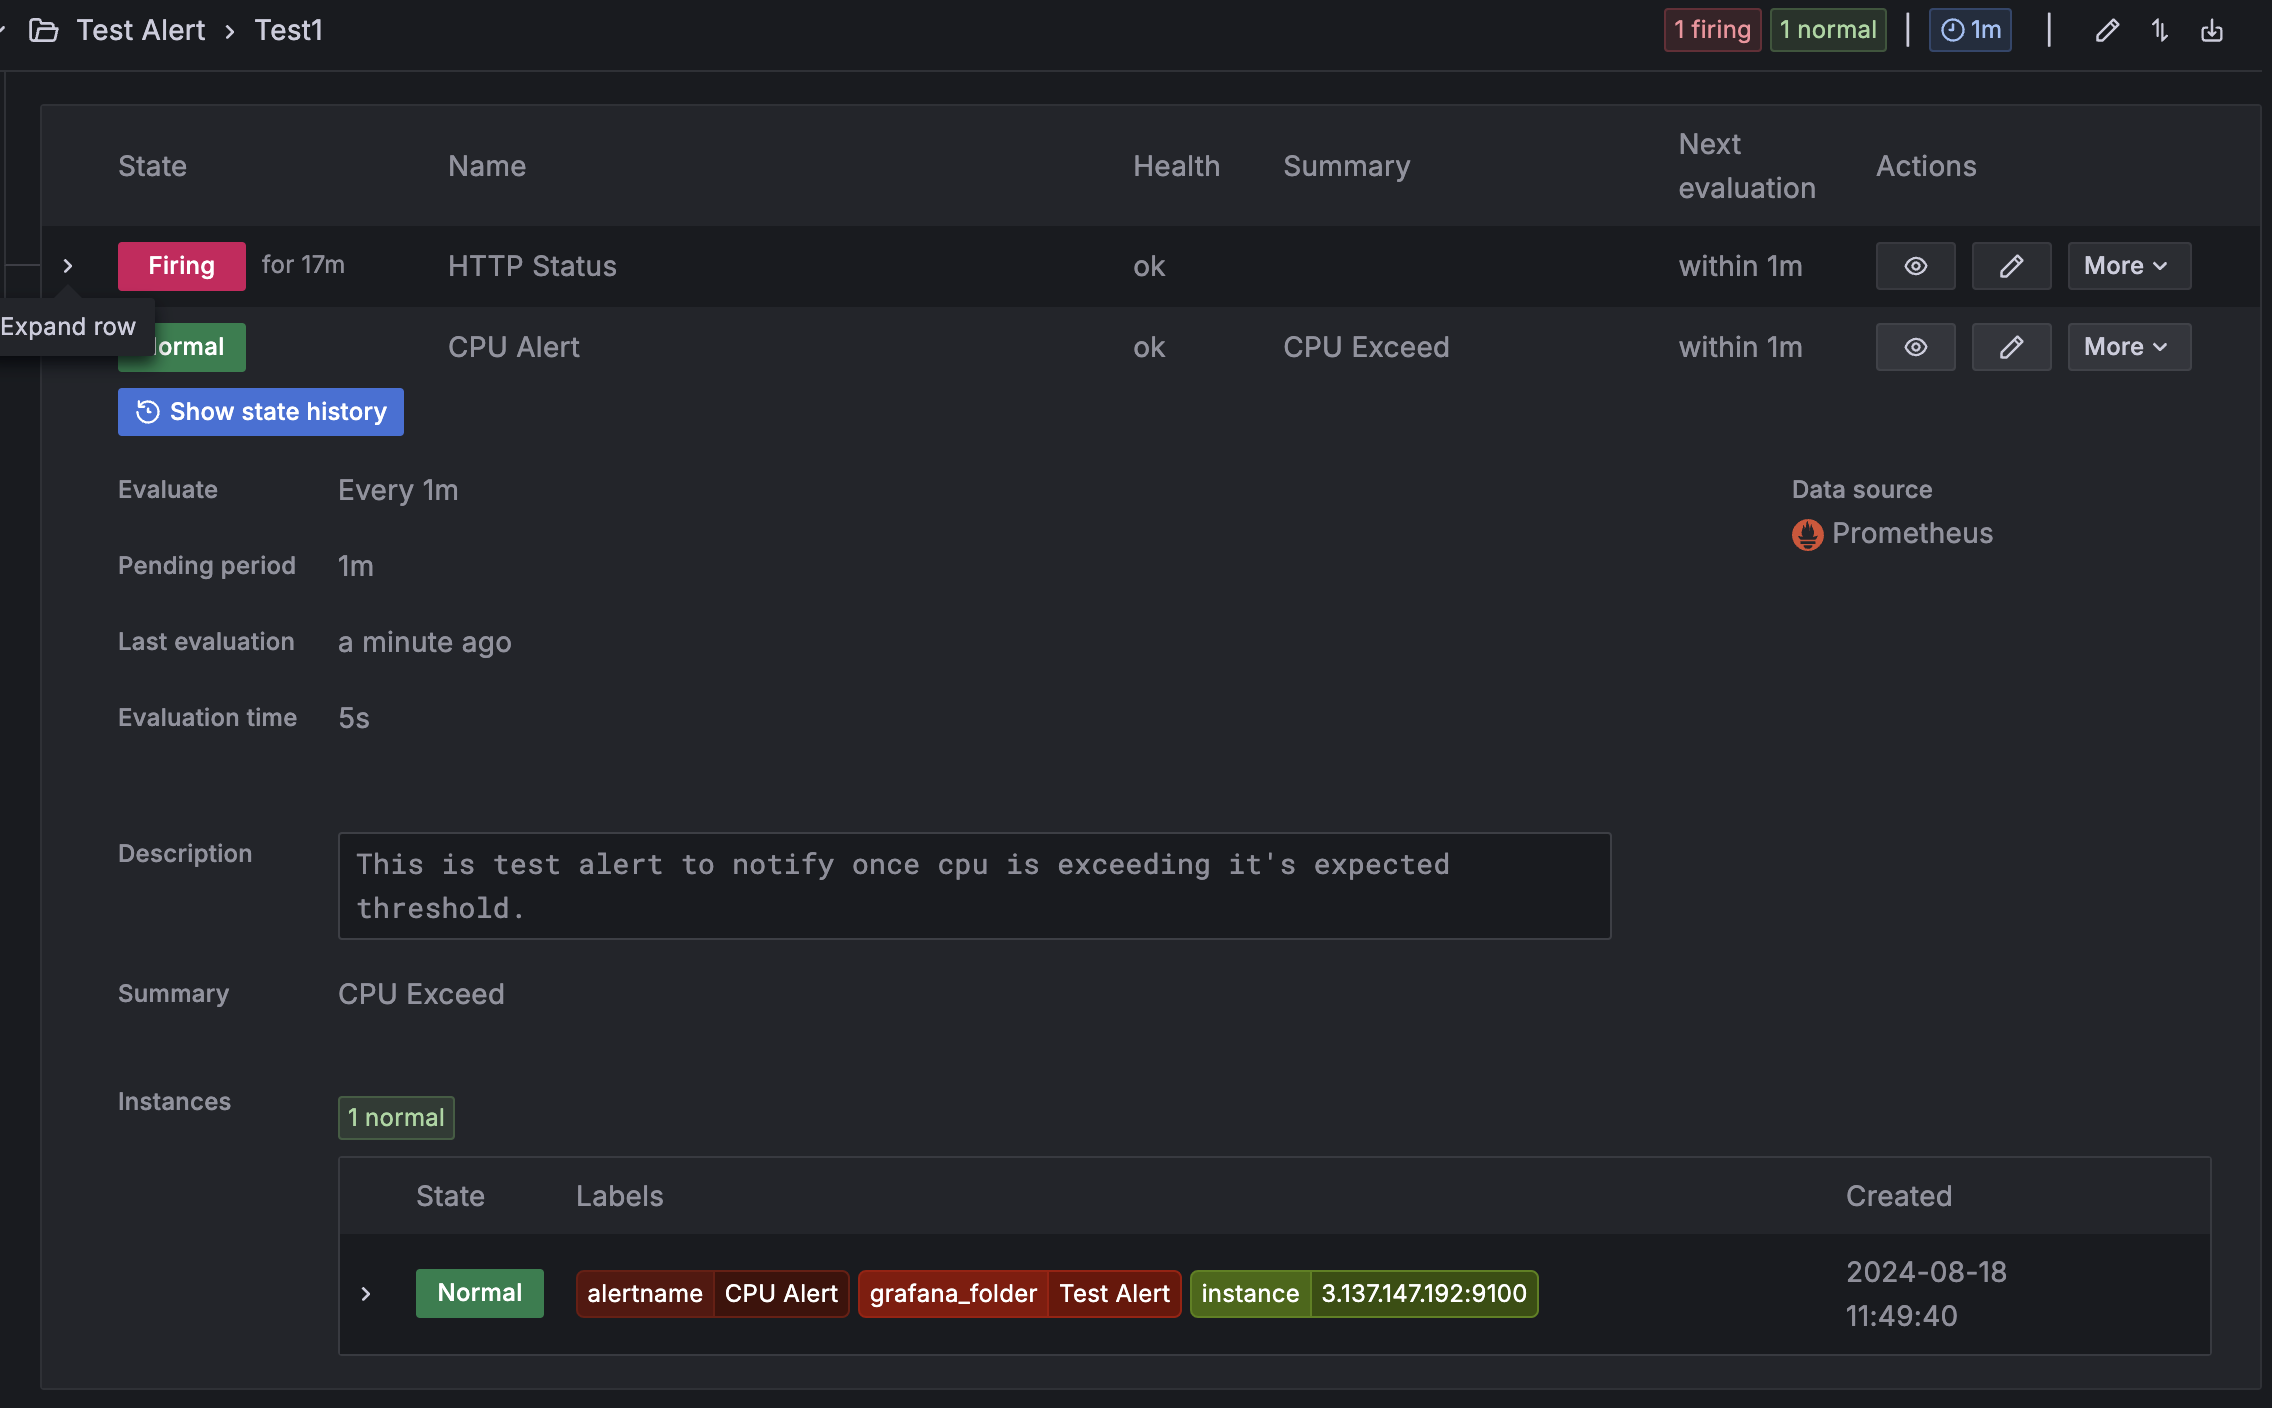 Test Alert › Test1
1 firing 1 normal | 1m |
State Name Health Summary Next evaluation Actions
Firing for 17m HTTP Status ok within 1m More
Expand row
ormal CPU Alert ok CPU Exceed within 1m More
Show state history
Evaluate Every 1m
Data source
Prometheus
Pending period 1m
Last evaluation a minute ago
Evaluation time 5s
Description
This is test alert to notify once cpu is exceeding it's expected
threshold.
Summary CPU Exceed
Instances
1 normal
State Labels Created
Normal alertname CPU Alert grafana_folder Test Alert instance 3.137.147.192:9100
2024-08-18
11:49:40